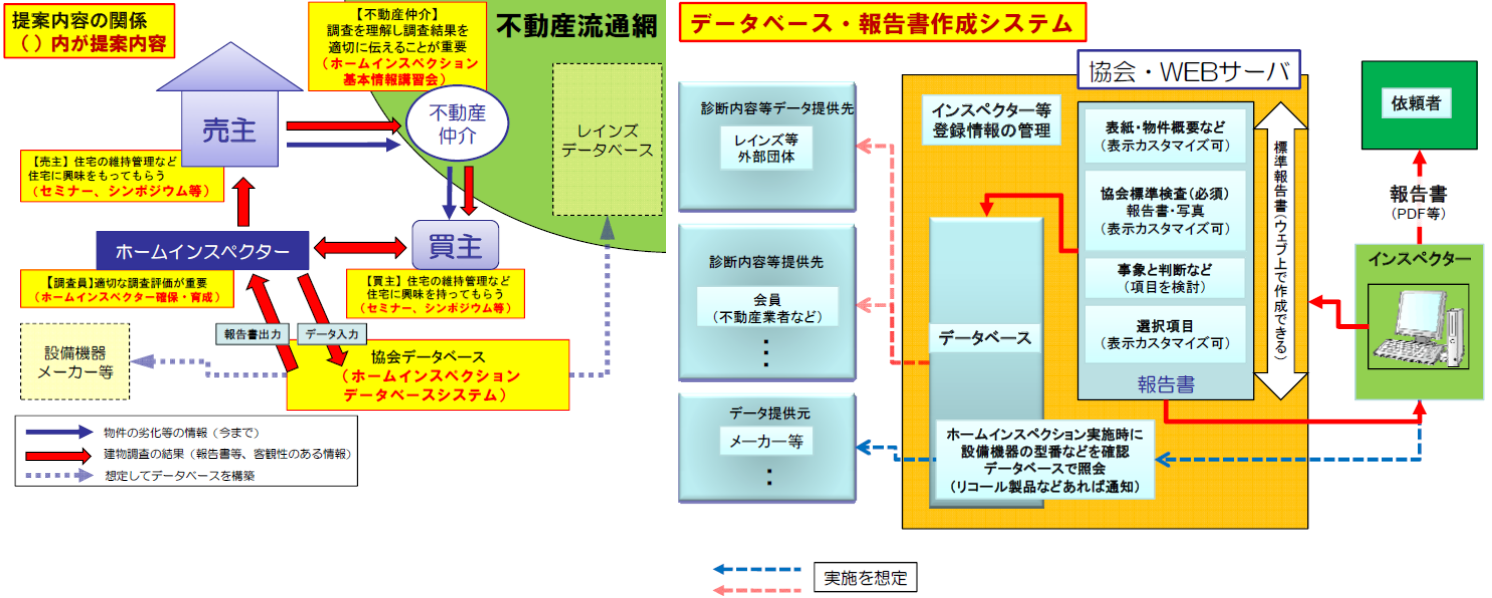 提案内容の関係
（ ）内が提案内容
【不動産仲介】
調査を理解し調査結果を
適切に伝えることが重要
（ホームインスペクション
基本情報講習会）
不動産流通網
売主
不動産
仲介
レインズ
データベース
【売主】住宅の維持管理など
住宅に興味をもってもらう
（セミナー、シンポジウム等）
ホームインスペクター
買主
【調査員】適切な調査評価が重要
（ホームインスペクター確保・育成）
【買主】住宅の維持管理など
住宅に興味を持ってもらう
（セミナー、シンポジウム等）
報告書出力
データ入力
設備機器
メーカー等
協会データベース
（ホームインスペクション
データベースシステム）
物件の劣化等の情報（今まで）
建物調査の結果（報告書等、客観性のある情報）
想定してデータベースを構築
データベース・報告書作成システム
協会・WEBサーバ
診断内容等データ提供先
レインズ等
外部団体
インスペクター等
登録情報の管理
表紙・物件概要など
（表示カスタマイズ可）
協会標準検査（必須）
報告書・写真
（表示カスタマイズ可）
事象と判断など
（項目を検討）
選択項目
（表示カスタマイズ可）
報告書
標準報告書（ウェブ上で作成できる）
依頼者
報告書
（PDF等）
インスペクター
診断内容等提供先
会員
（不動産業者など）
データベース
データ提供元
メーカー等
ホームインスペクション実施時に
設備機器の型番などを確認
データベースで照会
（リコール製品などあれば通知）
実施を想定